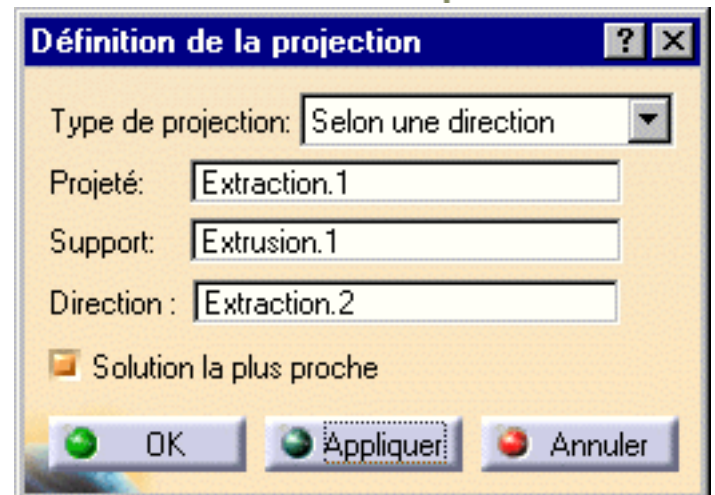 Définition de la projection
Type de projection: Selon une direction
Projeté: Extraction.1
Support: Extrusion.1
Direction : Extraction.2
Solution la plus proche
OK Appliquer Annuler